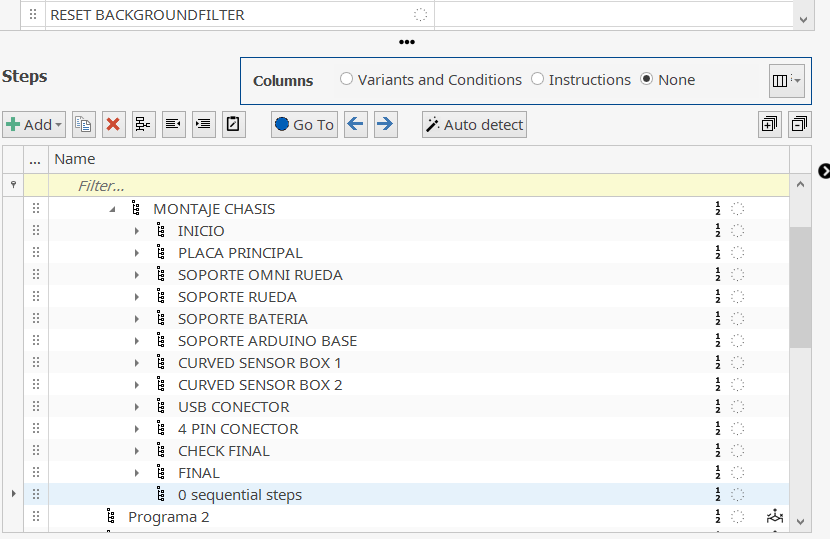 RESET BACKGROUNDFILTER
Steps
Columns Variants and Conditions Instructions None
Add Go To Auto detect
... Name
Filter...
MONTAJE CHASIS
INICIO
PLACA PRINCIPAL
SOPORTE OMNI RUEDA
SOPORTE RUEDA
SOPORTE BATERIA
SOPORTE ARDUINO BASE
CURVED SENSOR BOX 1
CURVED SENSOR BOX 2
USB CONECTOR
4 PIN CONECTOR
CHECK FINAL
FINAL
0 sequential steps
Programa 2